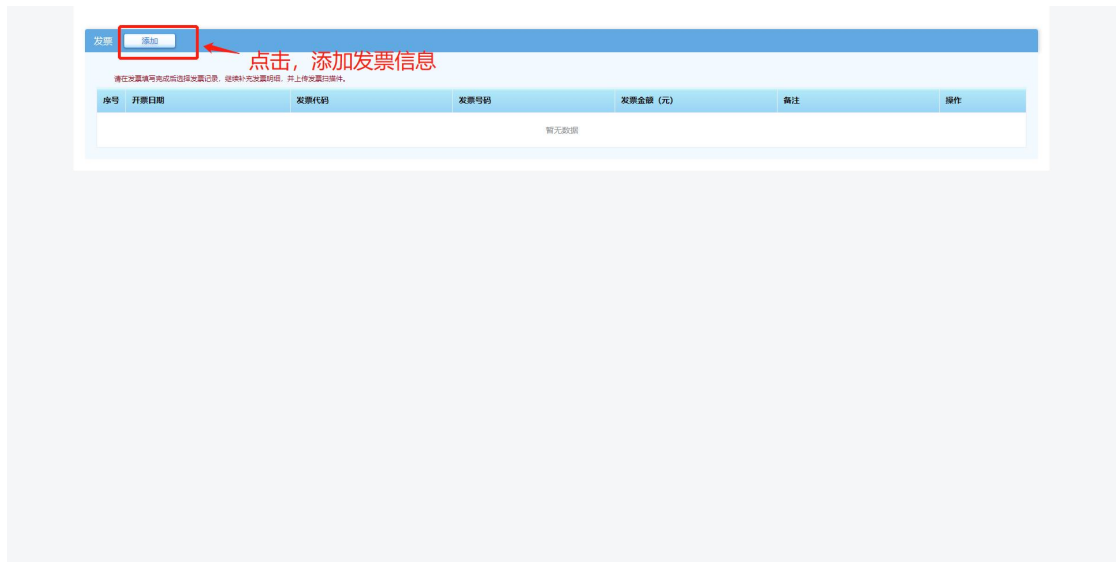 发票 添加
点击，添加发票信息
请在发票填写完成后选择发票记录，继续补充发票明细，并上传发票扫描件。
序号 开票日期 发票代码 发票号码 发票金额（元） 备注 操作
暂无数据